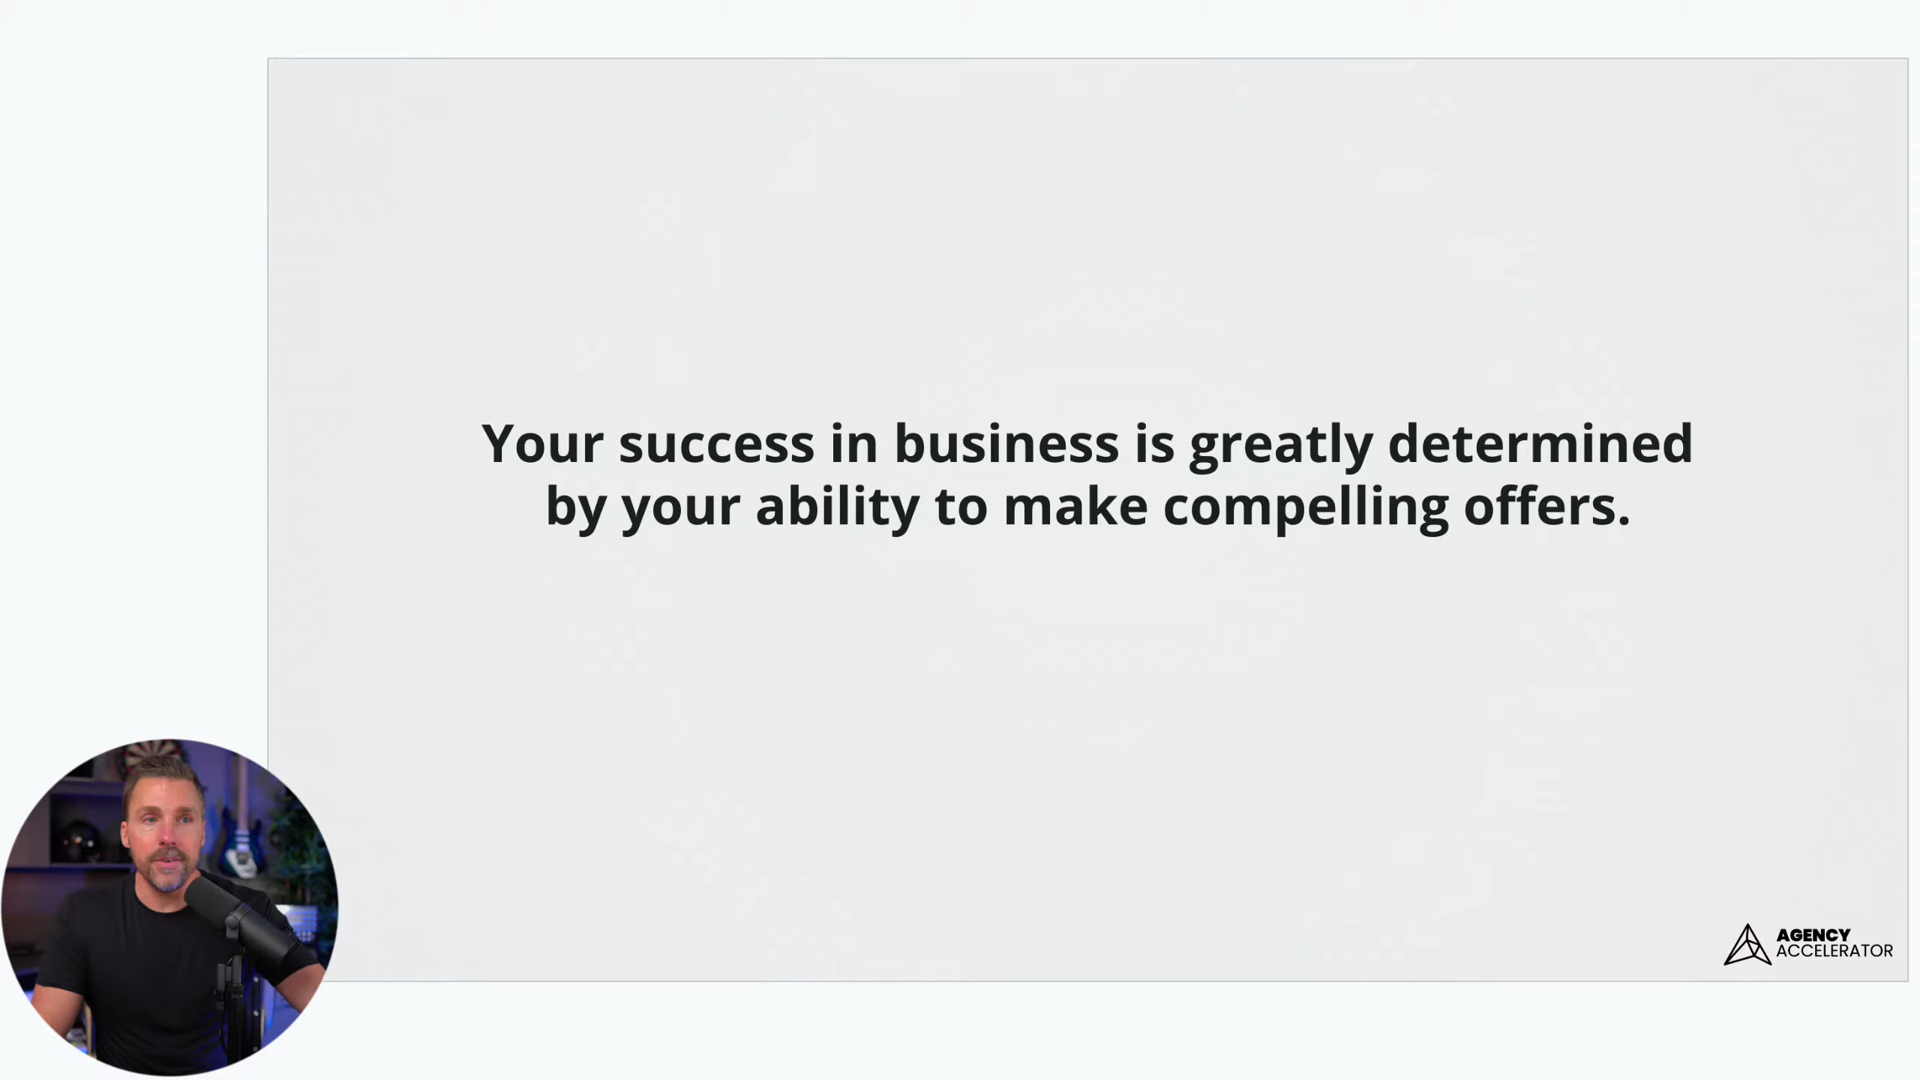 Your success in business is greatly determined
by your ability to make compelling offers.
AGENCY
ACCELERATOR